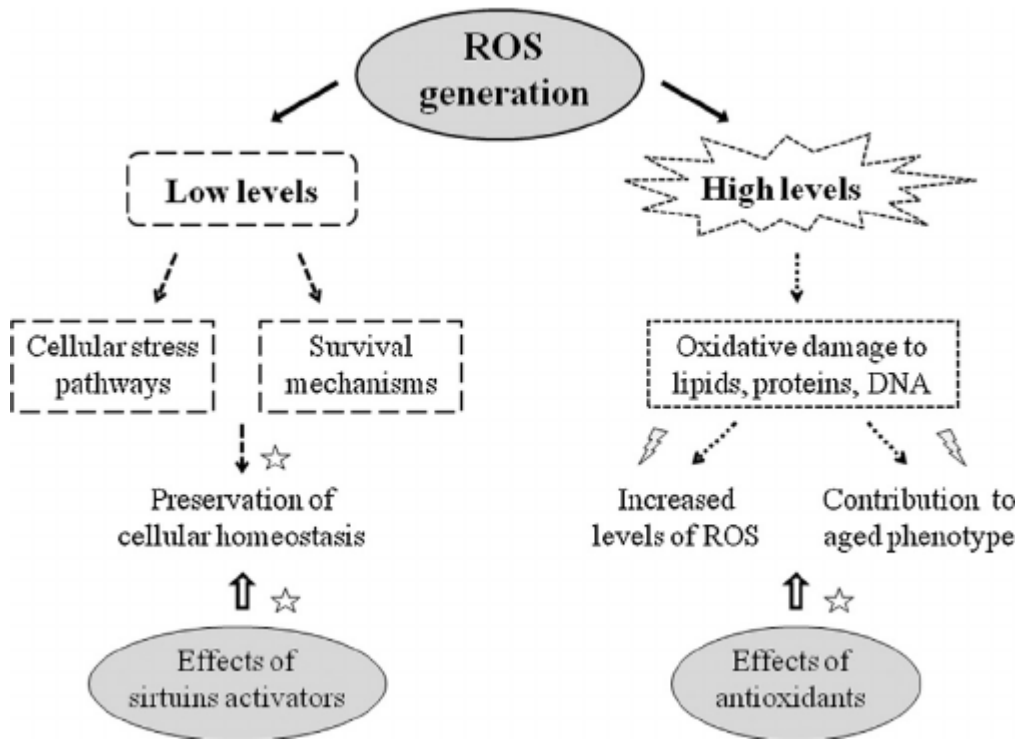 ROS
generation
Low levels
High levels
Cellular stress
pathways
Survival
mechanisms
Oxidative damage to
lipids, proteins, DNA
Preservation of
cellular homeostasis
Increased
levels of ROS
Contribution to
aged phenotype
Effects of
sirtuins activators
Effects of
antioxidants